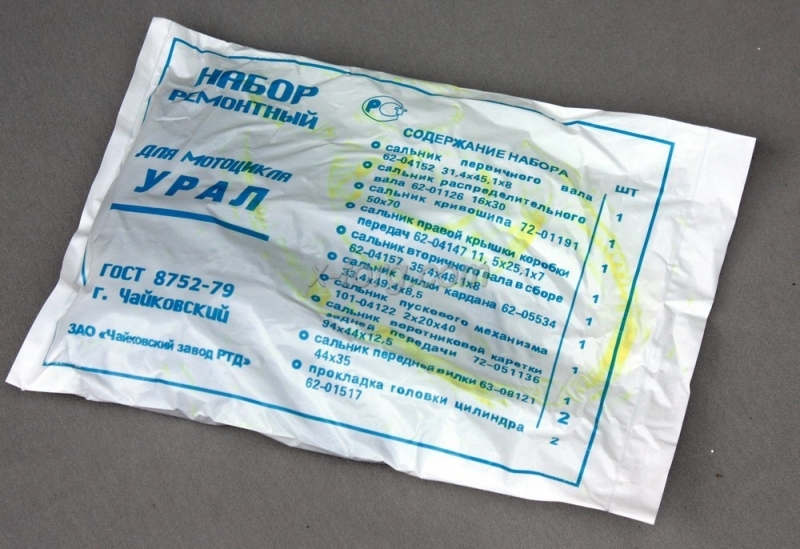 НАБОР
РЕМОНТНЫЙ
ДЛЯ МОТОЦИКЛА
УРАЛ
ГОСТ 8752-79
г. Чайковский
ЗАО «Чайковский завод РТД»
СОДЕРЖАНИЕ НАБОРА
ШТ
сальник первичного вала
62-04152 31,4х45,1х8 1
сальник распределительного
вала 62-01126 16х30 1
сальник кривошипа 72-01191
50х70 1
сальник правой крышки коробки
передач 62-04147 11,5х25,1х7 1
сальник вторичного вала в сборе
62-04157 35,4х48,1х8 1
сальник вилки кардана 62-05534
33,4х49,4х8,5 1
сальник пускового механизма
101-04122 2х20х40 1
сальник воротниковой каретки
задней передачи 72-051136
94х44х12,5 1
сальник передней вилки 63-08121
44х35 2
прокладка головки цилиндра
62-01517 2